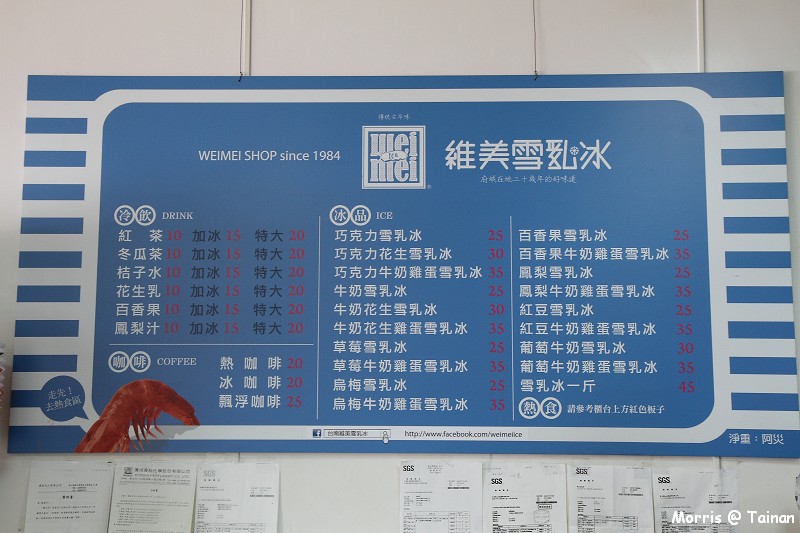 傳統古早味
WEIMEI SHOP since 1984
wei mei
維美雪乳冰
府城在地二十幾年的好味道
冷飲 DRINK
紅茶 10 加冰 15 特大 20
冬瓜茶 10 加冰 15 特大 20
桔子水 10 加冰 15 特大 20
花生乳 10 加冰 15 特大 20
百香果 10 加冰 15 特大 20
鳳梨汁 10 加冰 15 特大 20
咖啡 COFFEE
熱咖啡 20
冰咖啡 20
飄浮咖啡 25
走先！
去熱食區
冰品 ICE
巧克力雪乳冰 25
巧克力花生雪乳冰 30
巧克力牛奶雞蛋雪乳冰 35
牛奶雪乳冰 25
牛奶花生雪乳冰 30
牛奶花生雞蛋雪乳冰 35
草莓雪乳冰 25
草莓牛奶雞蛋雪乳冰 35
烏梅雪乳冰 25
烏梅牛奶雞蛋雪乳冰 35
百香果雪乳冰 25
百香果牛奶雞蛋雪乳冰 35
鳳梨雪乳冰 25
鳳梨牛奶雞蛋雪乳冰 35
紅豆雪乳冰 25
紅豆牛奶雞蛋雪乳冰 35
葡萄牛奶雪乳冰 30
葡萄牛奶雞蛋雪乳冰 35
雪乳冰一斤 45
熱食 請參考櫃台上方紅色板子
台南維美雪乳冰
http://www.facebook.com/weimeiice
淨重：阿災
SGS
SGS
SGS
SGS
SGS
Morris @ Tainan